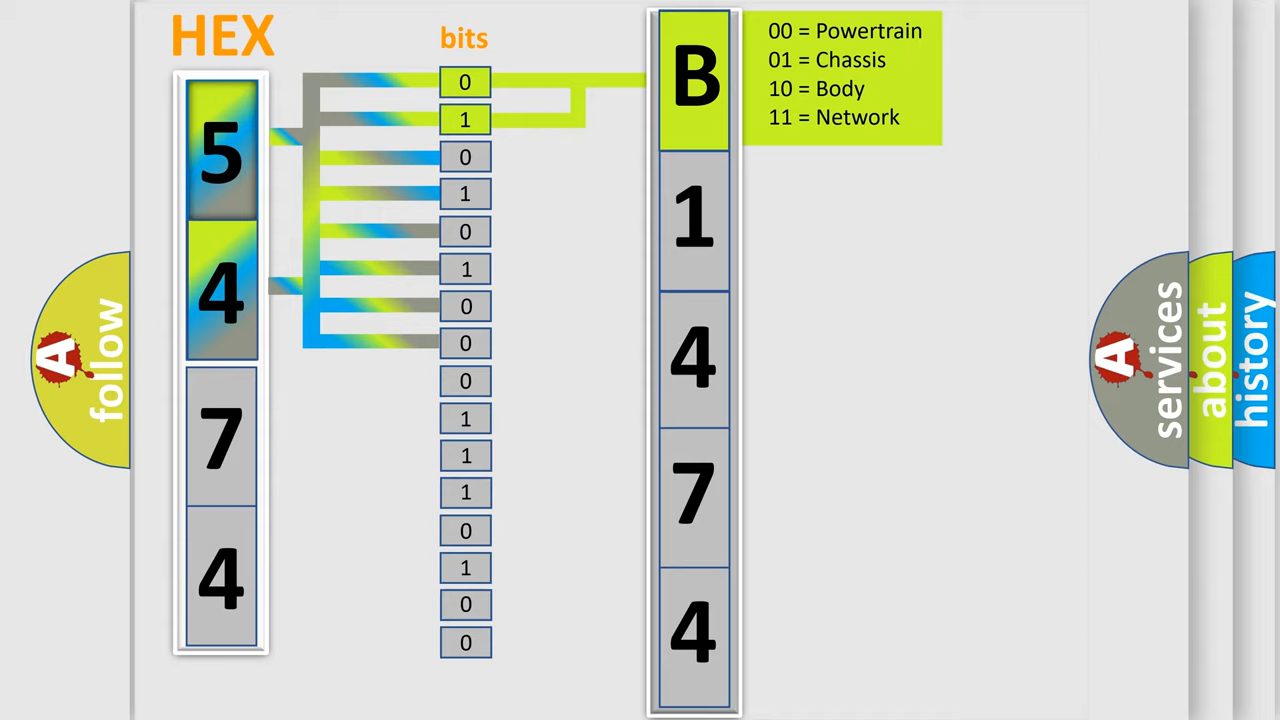 HEX
bits
5
4
7
4
0
1
0
1
0
1
0
0
0
1
1
1
0
1
0
0
B
1
4
7
4
00 = Powertrain
01 = Chassis
10 = Body
11 = Network
A
follow
A
services
about
history